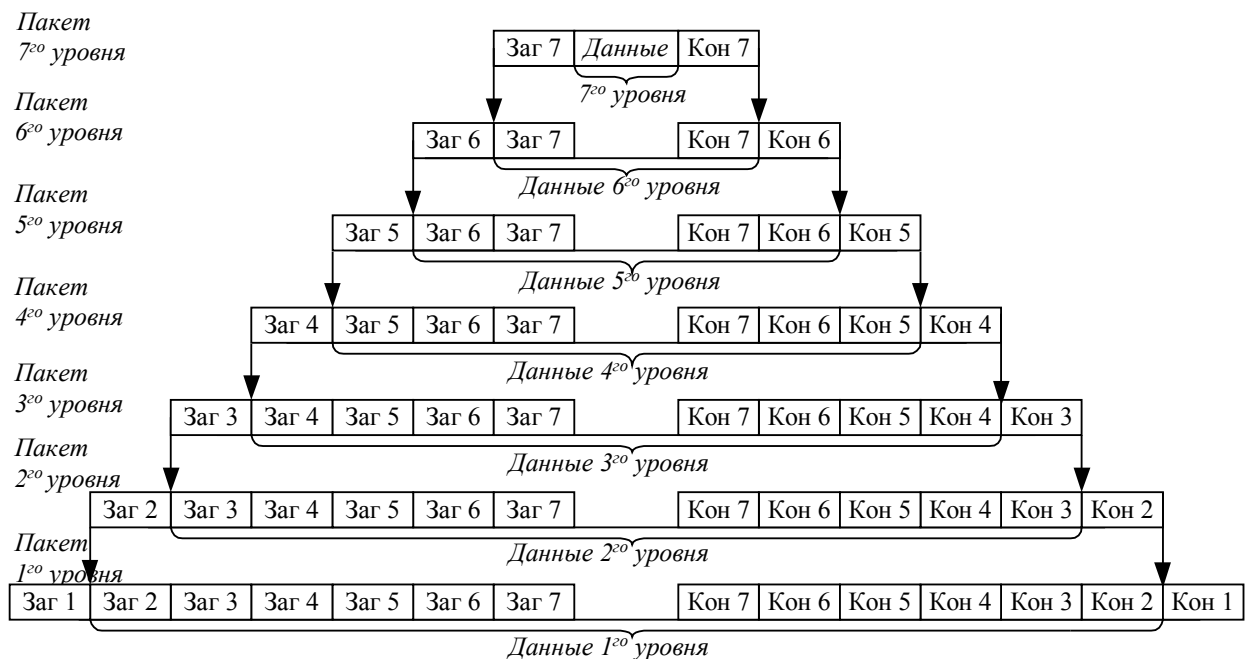 Пакет
7го уровня
Заг 7 Данные Кон 7
7го уровня
Пакет
6го уровня
Заг 6 Заг 7 Кон 7 Кон 6
Данные 6го уровня
Пакет
5го уровня
Заг 5 Заг 6 Заг 7 Кон 7 Кон 6 Кон 5
Данные 5го уровня
Пакет
4го уровня
Заг 4 Заг 5 Заг 6 Заг 7 Кон 7 Кон 6 Кон 5 Кон 4
Данные 4го уровня
Пакет
3го уровня
Заг 3 Заг 4 Заг 5 Заг 6 Заг 7 Кон 7 Кон 6 Кон 5 Кон 4 Кон 3
Данные 3го уровня
Пакет
2го уровня
Заг 2 Заг 3 Заг 4 Заг 5 Заг 6 Заг 7 Кон 7 Кон 6 Кон 5 Кон 4 Кон 3 Кон 2
Данные 2го уровня
Пакет
1го уровня
Заг 1 Заг 2 Заг 3 Заг 4 Заг 5 Заг 6 Заг 7 Кон 7 Кон 6 Кон 5 Кон 4 Кон 3 Кон 2 Кон 1
Данные 1го уровня